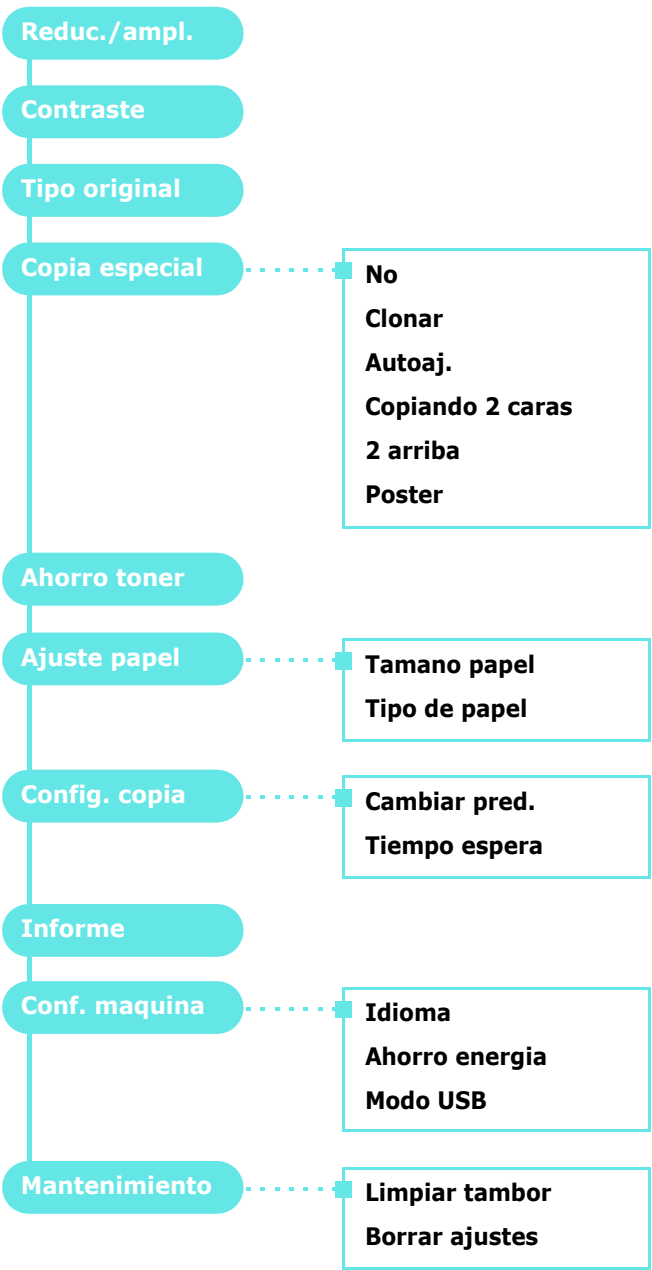 Reduc./ampl.
Contraste
Tipo original
Copia especial
No
Clonar
Autoaj.
Copiando 2 caras
2 arriba
Poster
Ahorro toner
Ajuste papel
Tamano papel
Tipo de papel
Config. copia
Cambiar pred.
Tiempo espera
Informe
Conf. maquina
Idioma
Ahorro energia
Modo USB
Mantenimiento
Limpiar tambor
Borrar ajustes